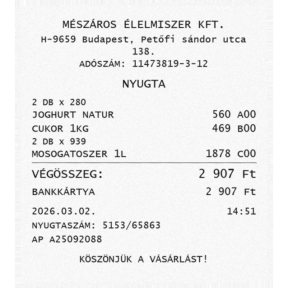 MÉSZÁROS ÉLELMISZER KFT.
H-9659 Budapest, Petőfi sándor utca
138.
ADÓSZÁM: 11473819-3-12
NYUGTA
2 DB x 280
JOGHURT NATUR 560 A00
CUKOR 1KG 469 B00
2 DB x 939
MOSOGATOSZER 1L 1878 C00
VÉGÖSSZEG: 2 907 Ft
BANKKÁRTYA 2 907 Ft
2026.03.02. 14:51
NYUGTASZÁM: 5153/65863
AP A25092088
KÖSZÖNJÜK A VÁSÁRLÁST!